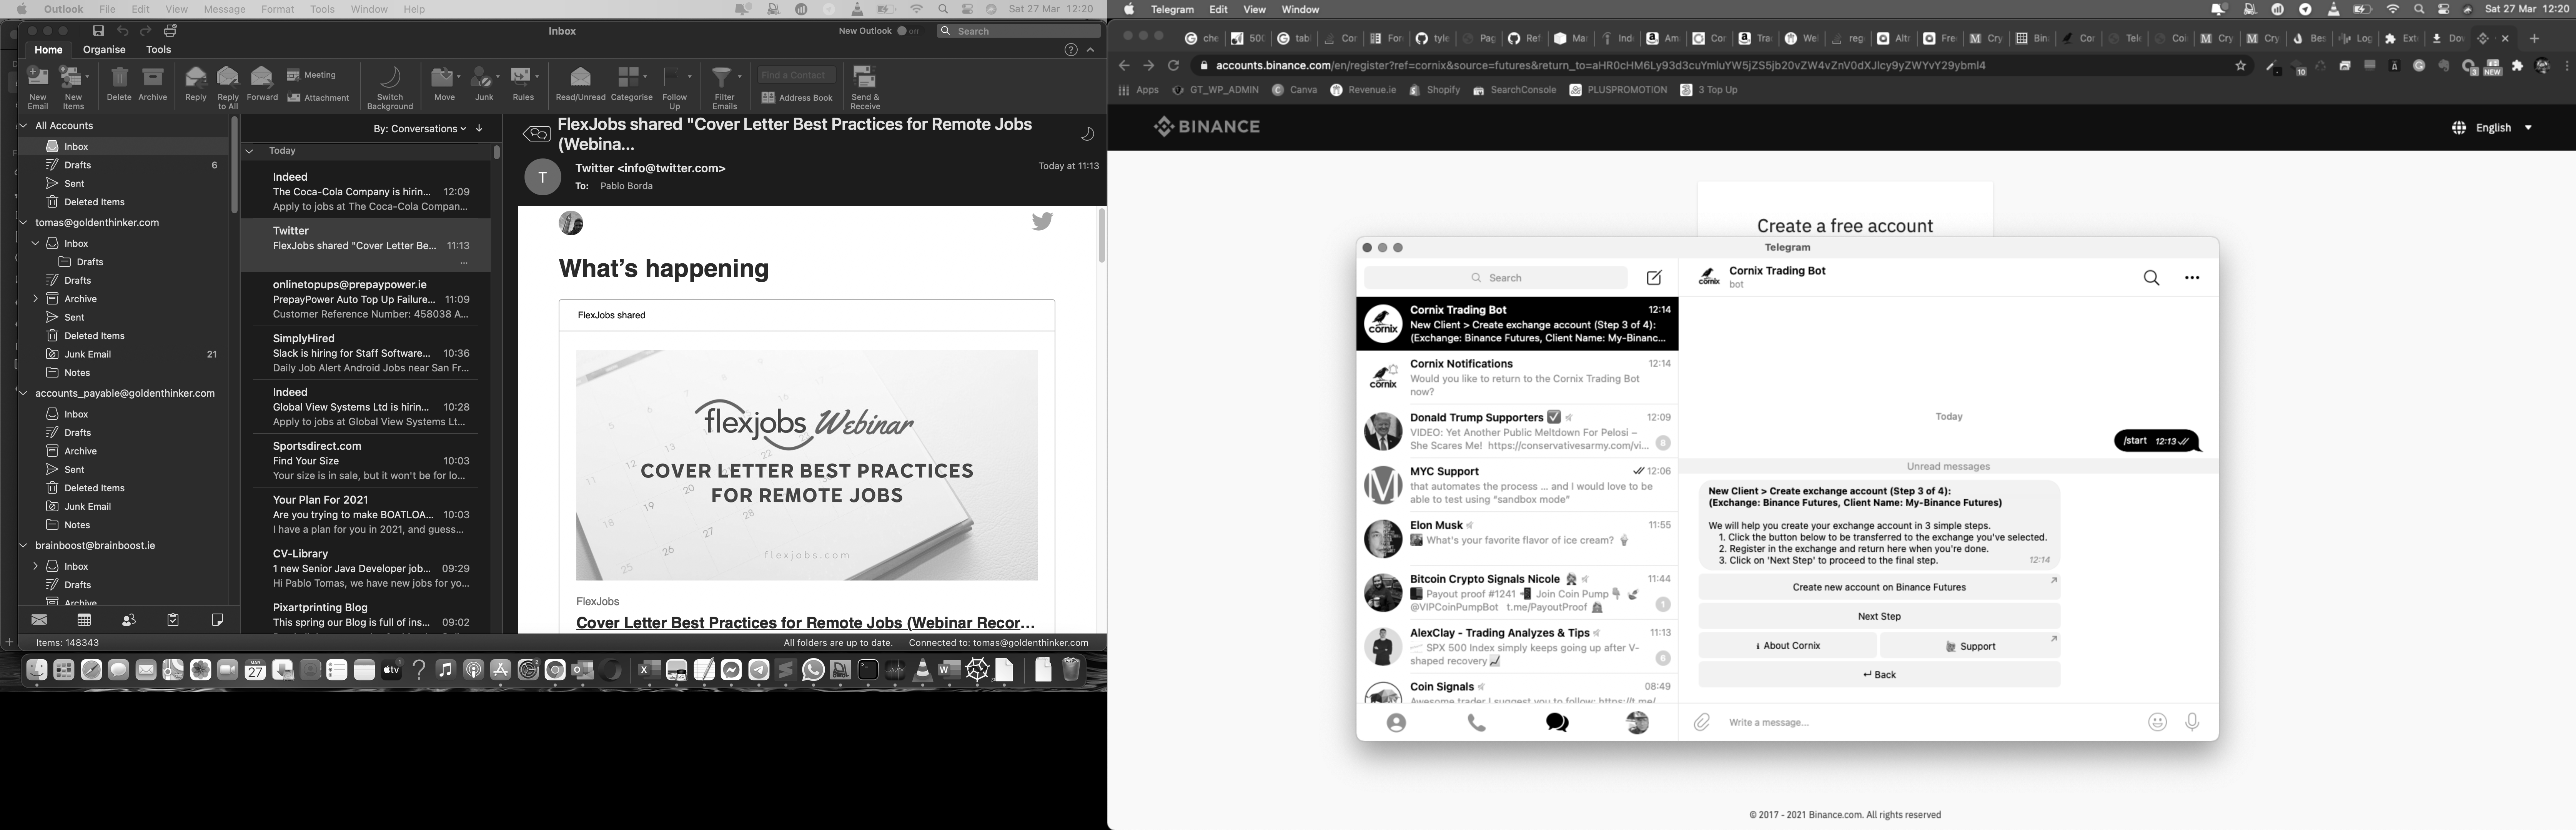 Outlook File Edit View Message Format Tools Window Help
Sat 27 Mar 12:20
Inbox
New Outlook
Search
Home Organise Tools
New Email
New Items
Delete
Archive
Reply
Reply to All
Forward
Meeting
Attachment
Switch Background
Move
Junk
Rules
Read/Unread
Categorise
Follow Up
Filter Emails
Find a Contact
Address Book
Send & Receive
All Accounts
Inbox
Drafts 6
Sent
Deleted Items
tomas@goldenthinker.com
Inbox
Drafts
Drafts
Archive
Sent
Deleted Items
Junk Email 21
Notes
accounts_payable@goldenthinker.com
Inbox
Drafts
Archive
Sent
Deleted Items
Junk Email
Notes
brainboost@brainboost.ie
Inbox
Drafts
Archive
Items: 148343
By: Conversations
Today
Indeed
The Coca-Cola Company is hirin... 12:09
Apply to jobs at The Coca-Cola Compan...
Twitter
FlexJobs shared "Cover Letter Be... 11:13
...
onlinetopups@prepaypower.ie
PrepayPower Auto Top Up Failure... 11:09
Customer Reference Number: 458038 A...
SimplyHired
Slack is hiring for Staff Software... 10:36
Daily Job Alert Android Jobs near San Fr...
Indeed
Global View Systems Ltd is hirin... 10:28
Apply to jobs at Global View Systems Lt...
Sportsdirect.com
Find Your Size 10:03
Your size is in sale, but it won't be for lo...
Your Plan For 2021
Are you trying to make BOATLOA... 10:03
I have a plan for you in 2021, and guess...
CV-Library
1 new Senior Java Developer job... 09:29
Hi Pablo Tomas, we have new jobs for yo...
Pixartprinting Blog
This spring our Blog is full of ins... 09:02
FlexJobs shared "Cover Letter Best Practices for Remote Jobs
(Webina...
T
Twitter <info@twitter.com>
To: Pablo Borda
Today at 11:13
What's happening
FlexJobs shared
flexjobs Webinar
COVER LETTER BEST PRACTICES
FOR REMOTE JOBS
flexjobs.com
FlexJobs
Cover Letter Best Practices for Remote Jobs (Webinar Recor...
All folders are up to date. Connected to: tomas@goldenthinker.com
MAR
27
tv
Telegram Edit View Window
Sat 27 Mar 12:20
accounts.binance.com/en/register?ref=cornix&source=futures&return_to=aHR0cHM6Ly93d3cuYmluYW5jZS5jb20vZW4vZnV0dXJlcy9yZWYvY29ybml4
Apps GT_WP_ADMIN Canva Revenue.ie Shopify SearchConsole PLUSPROMOTION 3 Top Up
BINANCE
English
Create a free account
Telegram
Search
Cornix Trading Bot 12:14
New Client > Create exchange account (Step 3 of 4):
(Exchange: Binance Futures, Client Name: My-Binanc...
Cornix Notifications 12:14
Would you like to return to the Cornix Trading Bot
now?
Donald Trump Supporters 12:09
VIDEO: Yet Another Public Meltdown For Pelosi –
She Scares Me! https://conservativesarmy.com/vi... 8
MYC Support 12:06
that automates the process ... and I would love to be
able to test using "sandbox mode"
Elon Musk 11:55
What's your favorite flavor of ice cream?
Bitcoin Crypto Signals Nicole 11:44
Payout proof #1241 Join Coin Pump
@VIPCoinPumpBot t.me/PayoutProof 1
AlexClay - Trading Analyzes & Tips 11:13
SPX 500 Index simply keeps going up after V-
shaped recovery 6
Coin Signals 08:49
Awesome trader I suggest you to follow: https://t.me/
Cornix Trading Bot
bot
Today
/start 12:13
Unread messages
New Client > Create exchange account (Step 3 of 4):
(Exchange: Binance Futures, Client Name: My-Binance Futures)
We will help you create your exchange account in 3 simple steps.
1. Click the button below to be transferred to the exchange you've selected.
2. Register in the exchange and return here when you're done.
3. Click on 'Next Step' to proceed to the final step. 12:14
Create new account on Binance Futures
Next Step
About Cornix
Support
Back
Write a message...
© 2017 - 2021 Binance.com. All rights reserved